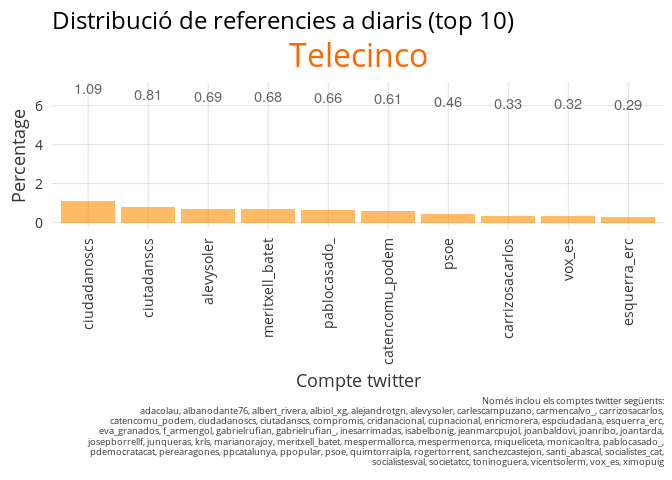 Distribució de referencies a diaris (top 10)
Telecinco
Percentage
6
4
2
0
1.09
0.81
0.69
0.68
0.66
0.61
0.46
0.33
0.32
0.29
ciudadanoscs
ciutadanscs
alevysoler
meritxell_batet
pablocasado_
catencomu_podem
psoe
carrizosacarlos
vox_es
esquerra_erc
Compte twitter
Només inclou els comptes twitter següents:
adacolau, albanodante76, albert_rivera, albiol_xg, alejandrotgn, alevysoler, carlescampuzano, carmencalvo_, carrizosacarlos,
catencomu_podem, ciudadanoscs, ciutadanscs, compromis, cridanacional, cupnacional, enricmorera, espciudadana, esquerra_erc,
eva_granados, f_armengol, gabrielrufian, gabrielrufian_, inesarrimadas, isabelbonig, jeanmarcpujol, joanbaldovi, joanribo, joantarda,
josepborrellf, junqueras, krls, marianorajoy, meritxell_batet, mespermallorca, mespermenorca, miqueliceta, monicaoltra, pablocasado_,
pdemocratacat, perearagones, ppcatalunya, ppopular, psoe, quimtorraipla, rogertorrent, sanchezcastejon, santi_abascal, socialistes_cat,
socialistesval, societatcc, toninoguera, vicentsolerm, vox_es, ximopuig